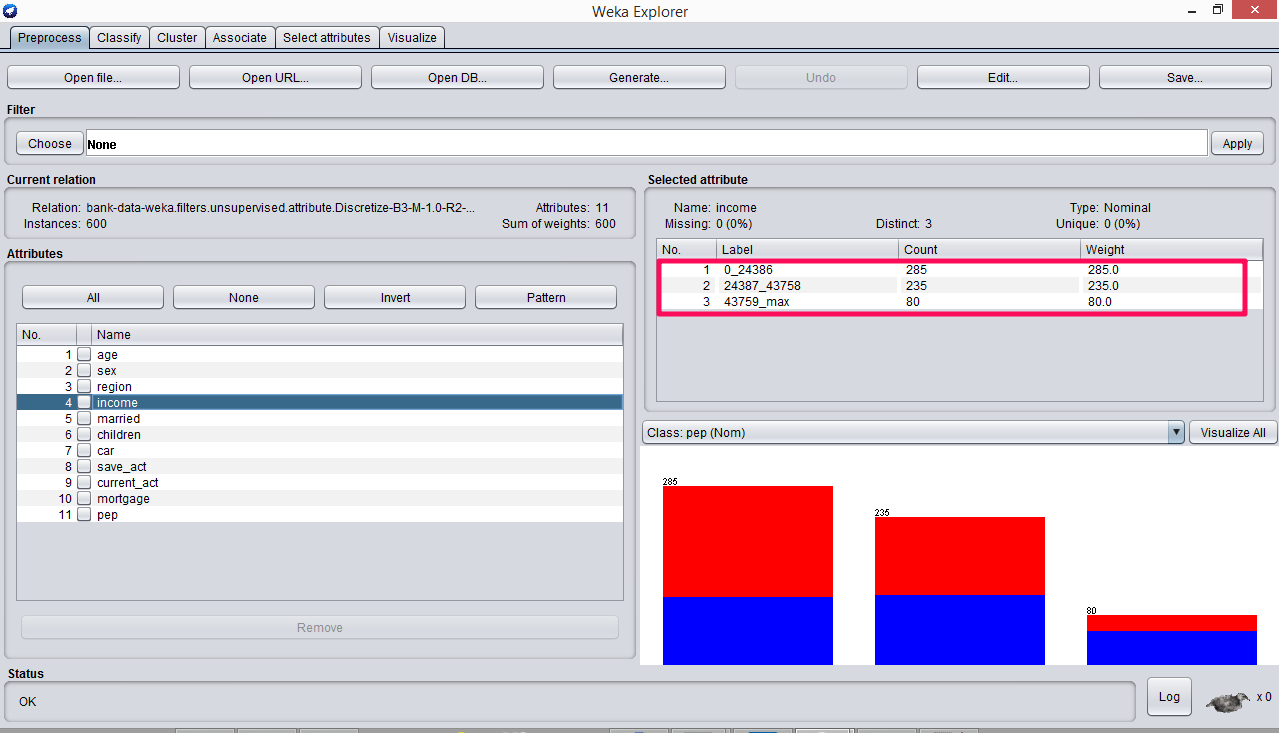 Weka Explorer
Preprocess Classify Cluster Associate Select attributes Visualize
Open file... Open URL... Open DB... Generate... Undo Edit... Save...
Filter
Choose None Apply
Current relation
Relation: bank-data-weka.filters.unsupervised.attribute.Discretize-B3-M-1.0-R2-... Attributes: 11
Instances: 600 Sum of weights: 600
Attributes
All None Invert Pattern
No. Name
1 age
2 sex
3 region
4 income
5 married
6 children
7 car
8 save_act
9 current_act
10 mortgage
11 pep
Remove
Selected attribute
Name: income Type: Nominal
Missing: 0 (0%) Distinct: 3 Unique: 0 (0%)
No. Label Count Weight
1 0_24386 285 285.0
2 24387_43758 235 235.0
3 43759_max 80 80.0
Class: pep (Nom) Visualize All
285
235
80
Status
OK Log x 0